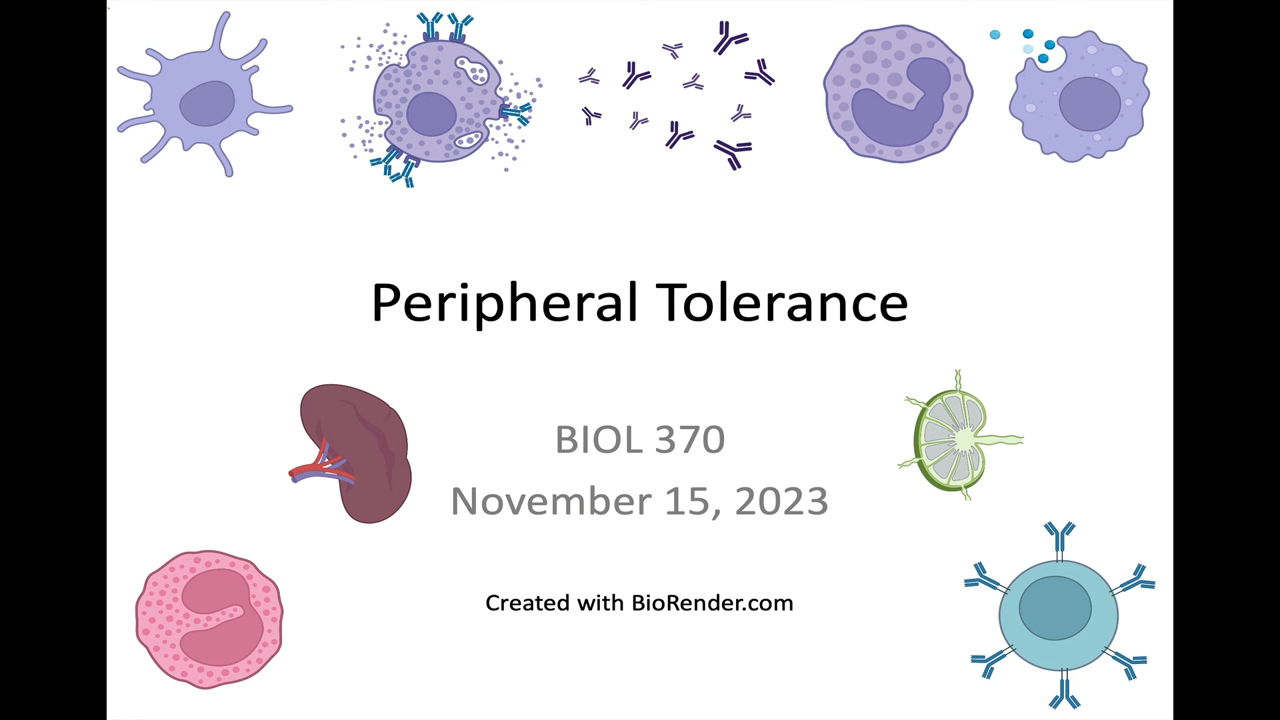 Peripheral Tolerance
BIOL 370
November 15, 2023
Created with BioRender.com